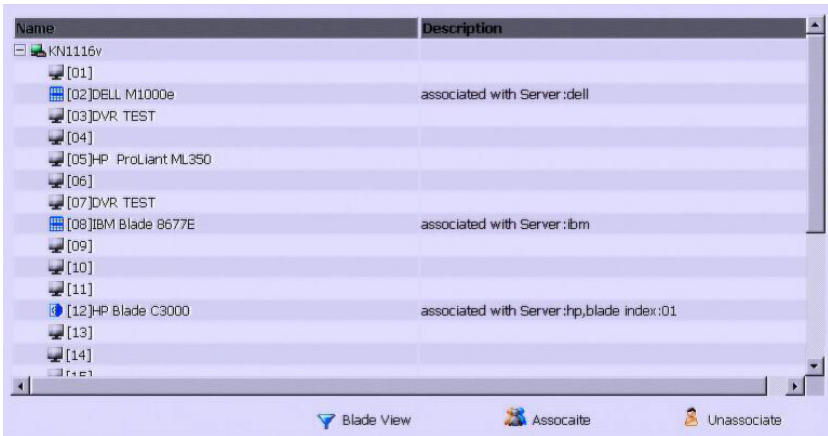 Name Description
KN1116v
[01]
[02]DELL M1000e associated with Server:dell
[03]DVR TEST
[04]
[05]HP ProLiant ML350
[06]
[07]DVR TEST
[08]IBM Blade 8677E associated with Server:ibm
[09]
[10]
[11]
[12]HP Blade C3000 associated with Server:hp,blade index:01
[13]
[14]
Blade View Assocaite Unassociate